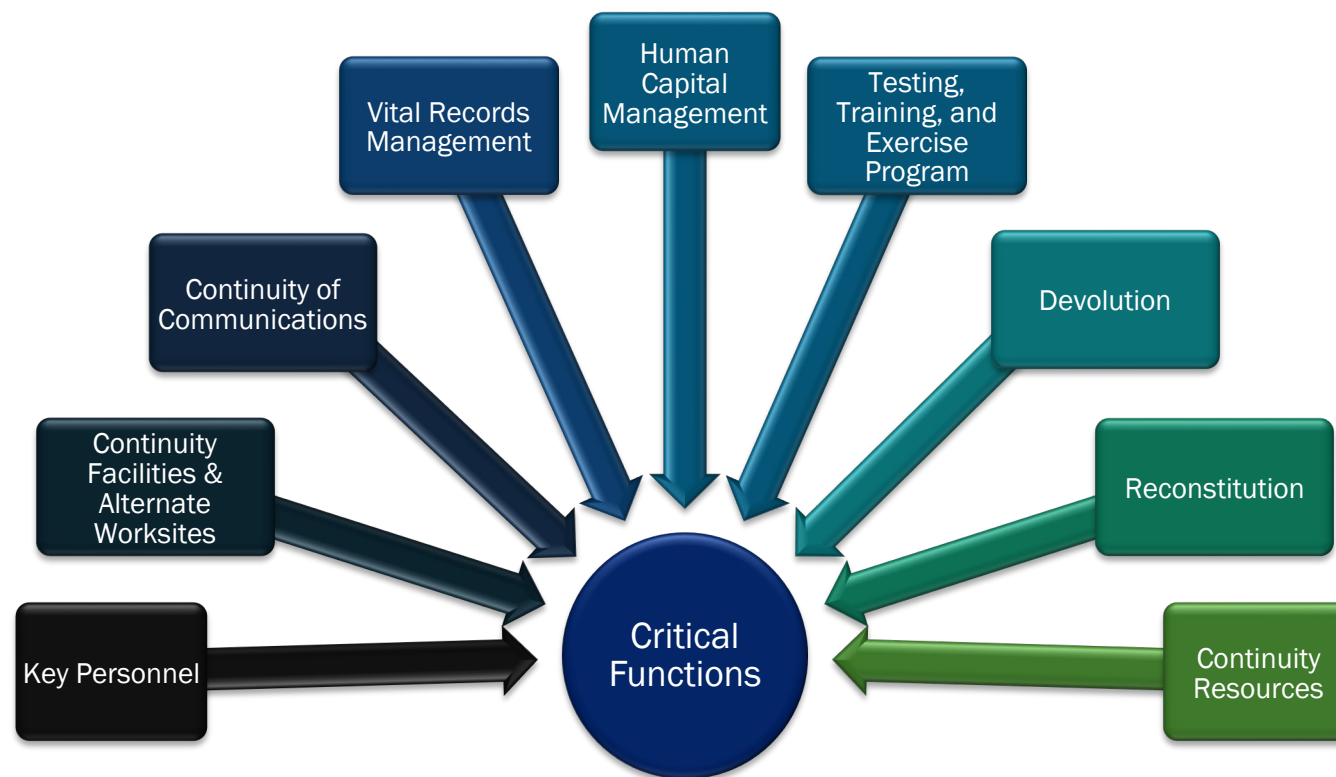 Human
Capital
Management
Vital Records
Management
Testing,
Training, and
Exercise
Program
Continuity of
Communications
Devolution
Continuity
Facilities &
Alternate
Worksites
Reconstitution
Key Personnel
Critical
Functions
Continuity
Resources